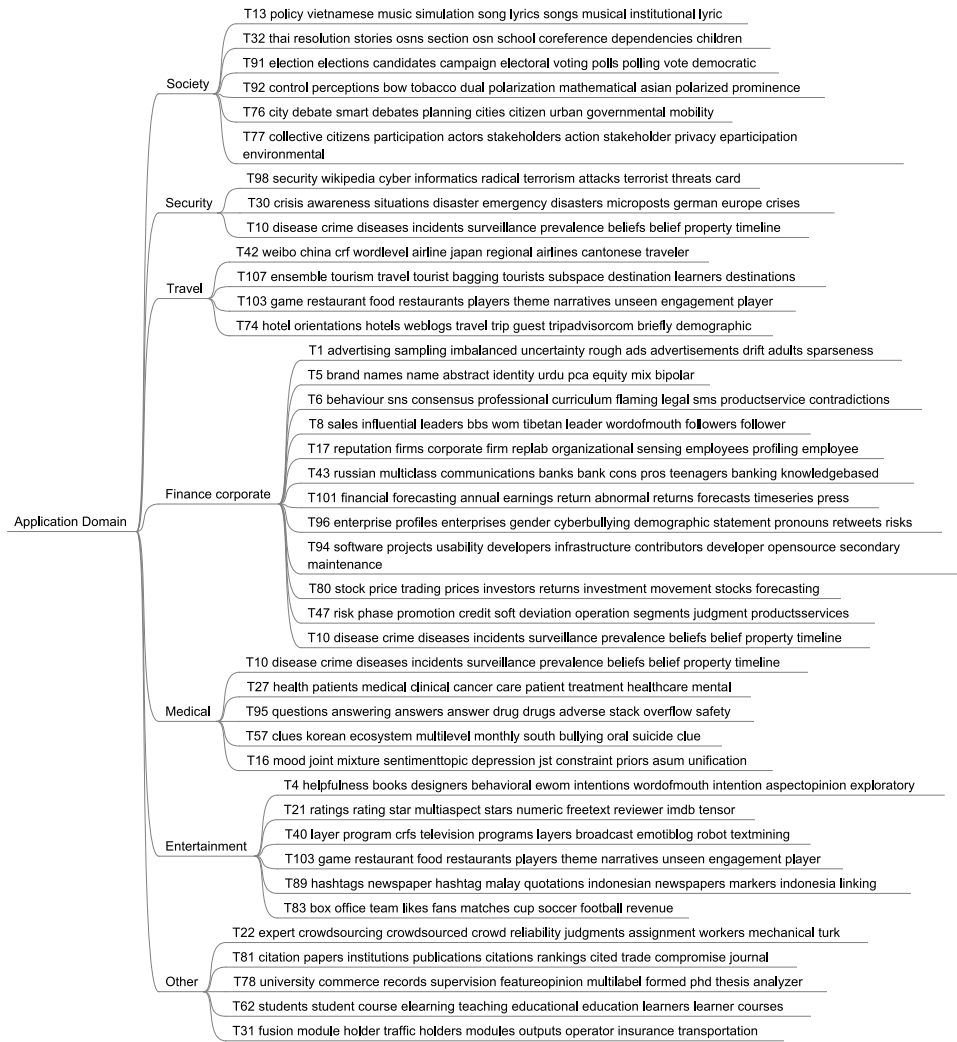 Application Domain
Society
T13 policy vietnamese music simulation song lyrics songs musical institutional lyric
T32 thai resolution stories osns section osn school coreference dependencies children
T91 election elections candidates campaign electoral voting polls polling vote democratic
T92 control perceptions bow tobacco dual polarization mathematical asian polarized prominence
T76 city debate smart debates planning cities citizen urban governmental mobility
T77 collective citizens participation actors stakeholders action stakeholder privacy eparticipation
environmental
Security
T98 security wikipedia cyber informatics radical terrorism attacks terrorist threats card
T30 crisis awareness situations disaster emergency disasters microposts german europe crises
T10 disease crime diseases incidents surveillance prevalence beliefs belief property timeline
Travel
T42 weibo china crf wordlevel airline japan regional airlines cantonese traveler
T107 ensemble tourism travel tourist bagging tourists subspace destination learners destinations
T103 game restaurant food restaurants players theme narratives unseen engagement player
T74 hotel orientations hotels weblogs travel trip guest tripadvisorcom briefly demographic
Finance corporate
T1 advertising sampling imbalanced uncertainty rough ads advertisements drift adults sparseness
T5 brand names name abstract identity urdu pca equity mix bipolar
T6 behaviour sns consensus professional curriculum flaming legal sms productservice contradictions
T8 sales influential leaders bbs wom tibetan leader wordofmouth followers follower
T17 reputation firms corporate firm replab organizational sensing employees profiling employee
T43 russian multiclass communications banks bank cons pros teenagers banking knowledgebased
T101 financial forecasting annual earnings return abnormal returns forecasts timeseries press
T96 enterprise profiles enterprises gender cyberbullying demographic statement pronouns retweets risks
T94 software projects usability developers infrastructure contributors developer opensource secondary
maintenance
T80 stock price trading prices investors returns investment movement stocks forecasting
T47 risk phase promotion credit soft deviation operation segments judgment productsservices
T10 disease crime diseases incidents surveillance prevalence beliefs belief property timeline
Medical
T10 disease crime diseases incidents surveillance prevalence beliefs belief property timeline
T27 health patients medical clinical cancer care patient treatment healthcare mental
T95 questions answering answers answer drug drugs adverse stack overflow safety
T57 clues korean ecosystem multilevel monthly south bullying oral suicide clue
T16 mood joint mixture sentimenttopic depression jst constraint priors asum unification
Entertainment
T4 helpfulness books designers behavioral ewom intentions wordofmouth intention aspectopinion exploratory
T21 ratings rating star multiaspect stars numeric freetext reviewer imdb tensor
T40 layer program crfs television programs layers broadcast emotiblog robot textmining
T103 game restaurant food restaurants players theme narratives unseen engagement player
T89 hashtags newspaper hashtag malay quotations indonesian newspapers markers indonesia linking
T83 box office team likes fans matches cup soccer football revenue
Other
T22 expert crowdsourcing crowdsourced crowd reliability judgments assignment workers mechanical turk
T81 citation papers institutions publications citations rankings cited trade compromise journal
T78 university commerce records supervision featureopinion multilabel formed phd thesis analyzer
T62 students student course elearning teaching educational education learners learner courses
T31 fusion module holder traffic holders modules outputs operator insurance transportation